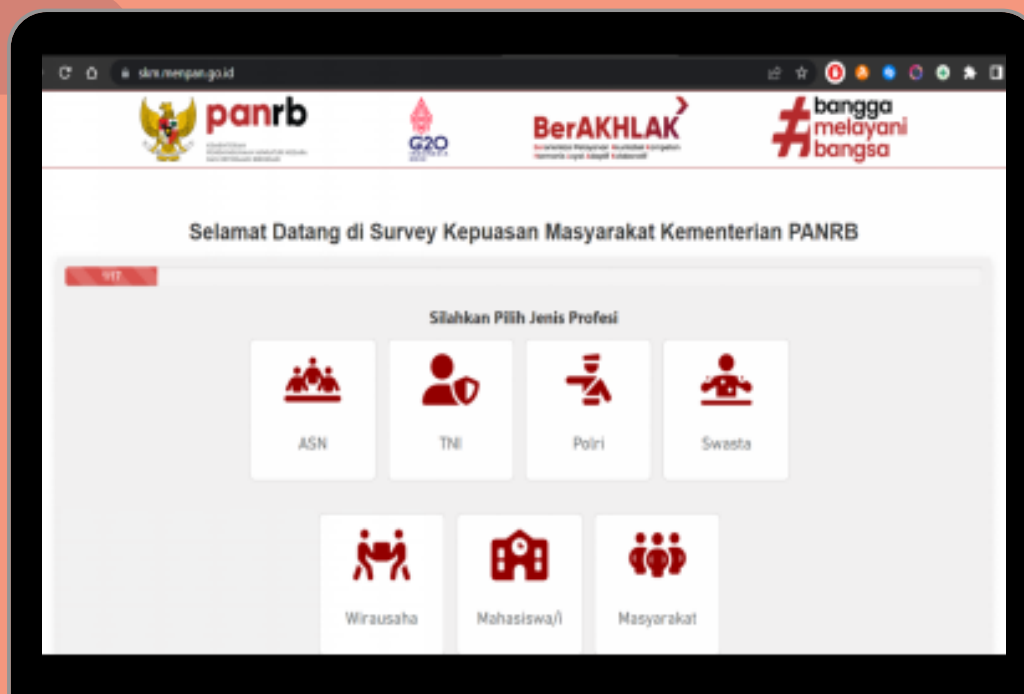 skm.menpan.go.id
panrb
G20
BerAKHLAK
# bangga
melayani
bangsa
Selamat Datang di Survey Kepuasan Masyarakat Kementerian PANRB
Silahkan Pilih Jenis Profesi
ASN
TNI
Polri
Swasta
Wirausaha
Mahasiswa/i
Masyarakat